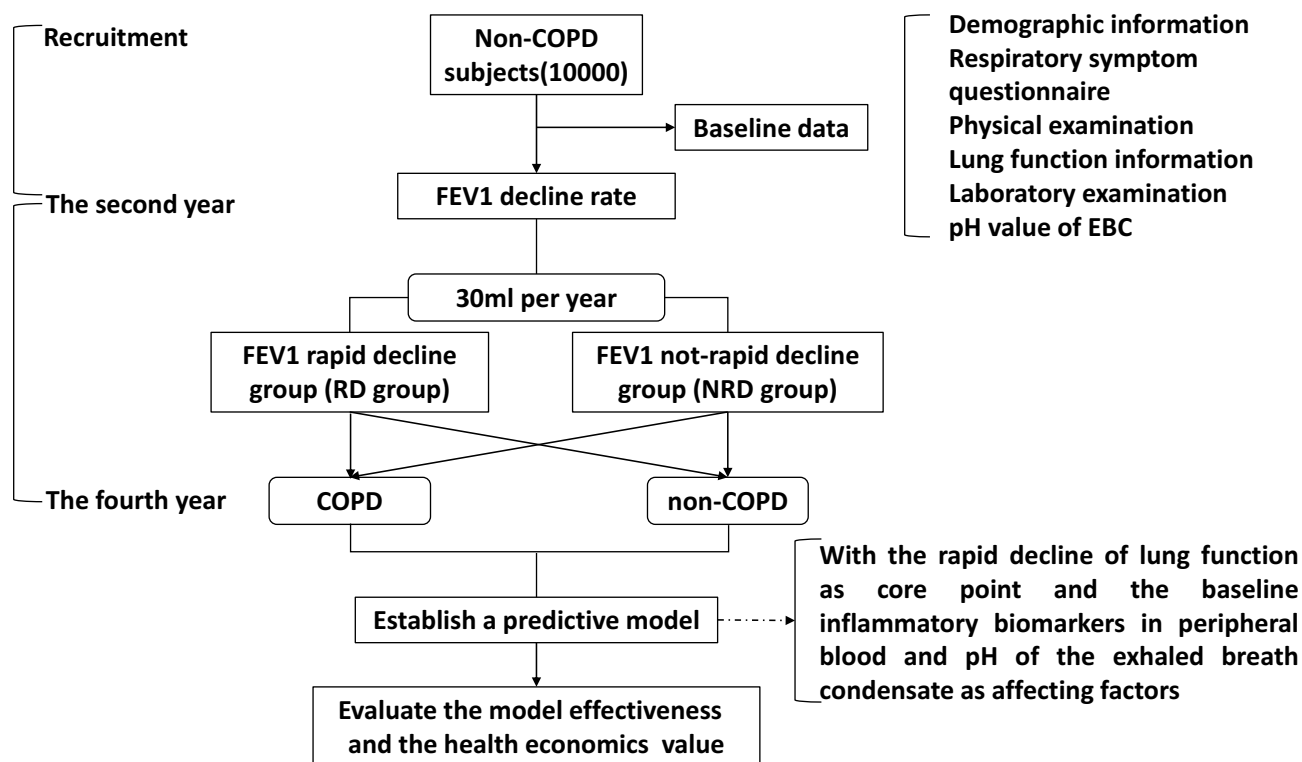 Recruitment
Non-COPD
subjects(10000)
Baseline data
Demographic information
Respiratory symptom
questionnaire
Physical examination
Lung function information
Laboratory examination
pH value of EBC
The second year
FEV1 decline rate
30ml per year
FEV1 rapid decline
group (RD group)
FEV1 not-rapid decline
group (NRD group)
The fourth year
COPD
non-COPD
Establish a predictive model
With the rapid decline of lung function
as core point and the baseline
inflammatory biomarkers in peripheral
blood and pH of the exhaled breath
condensate as affecting factors
Evaluate the model effectiveness
and the health economics value